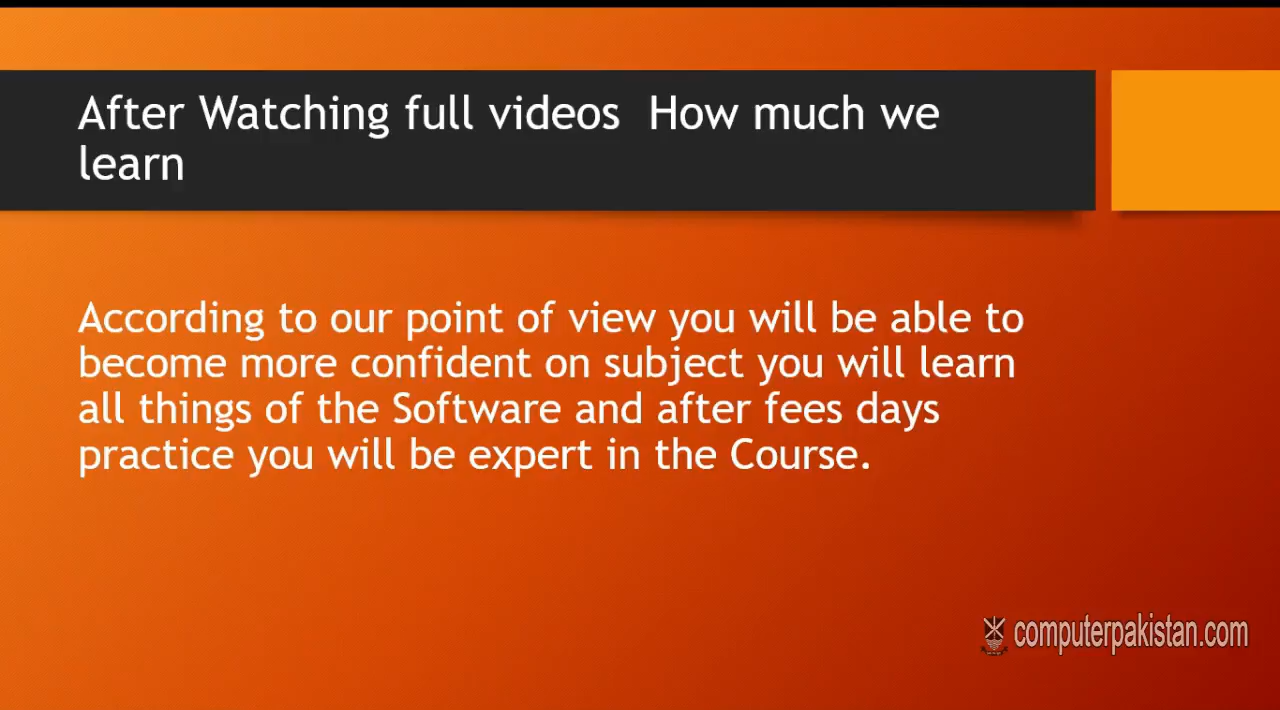 After Watching full videos  How much we
learn
According to our point of view you will be able to
become more confident on subject you will learn
all things of the Software and after fees days
practice you will be expert in the Course.
computerpakistan.com